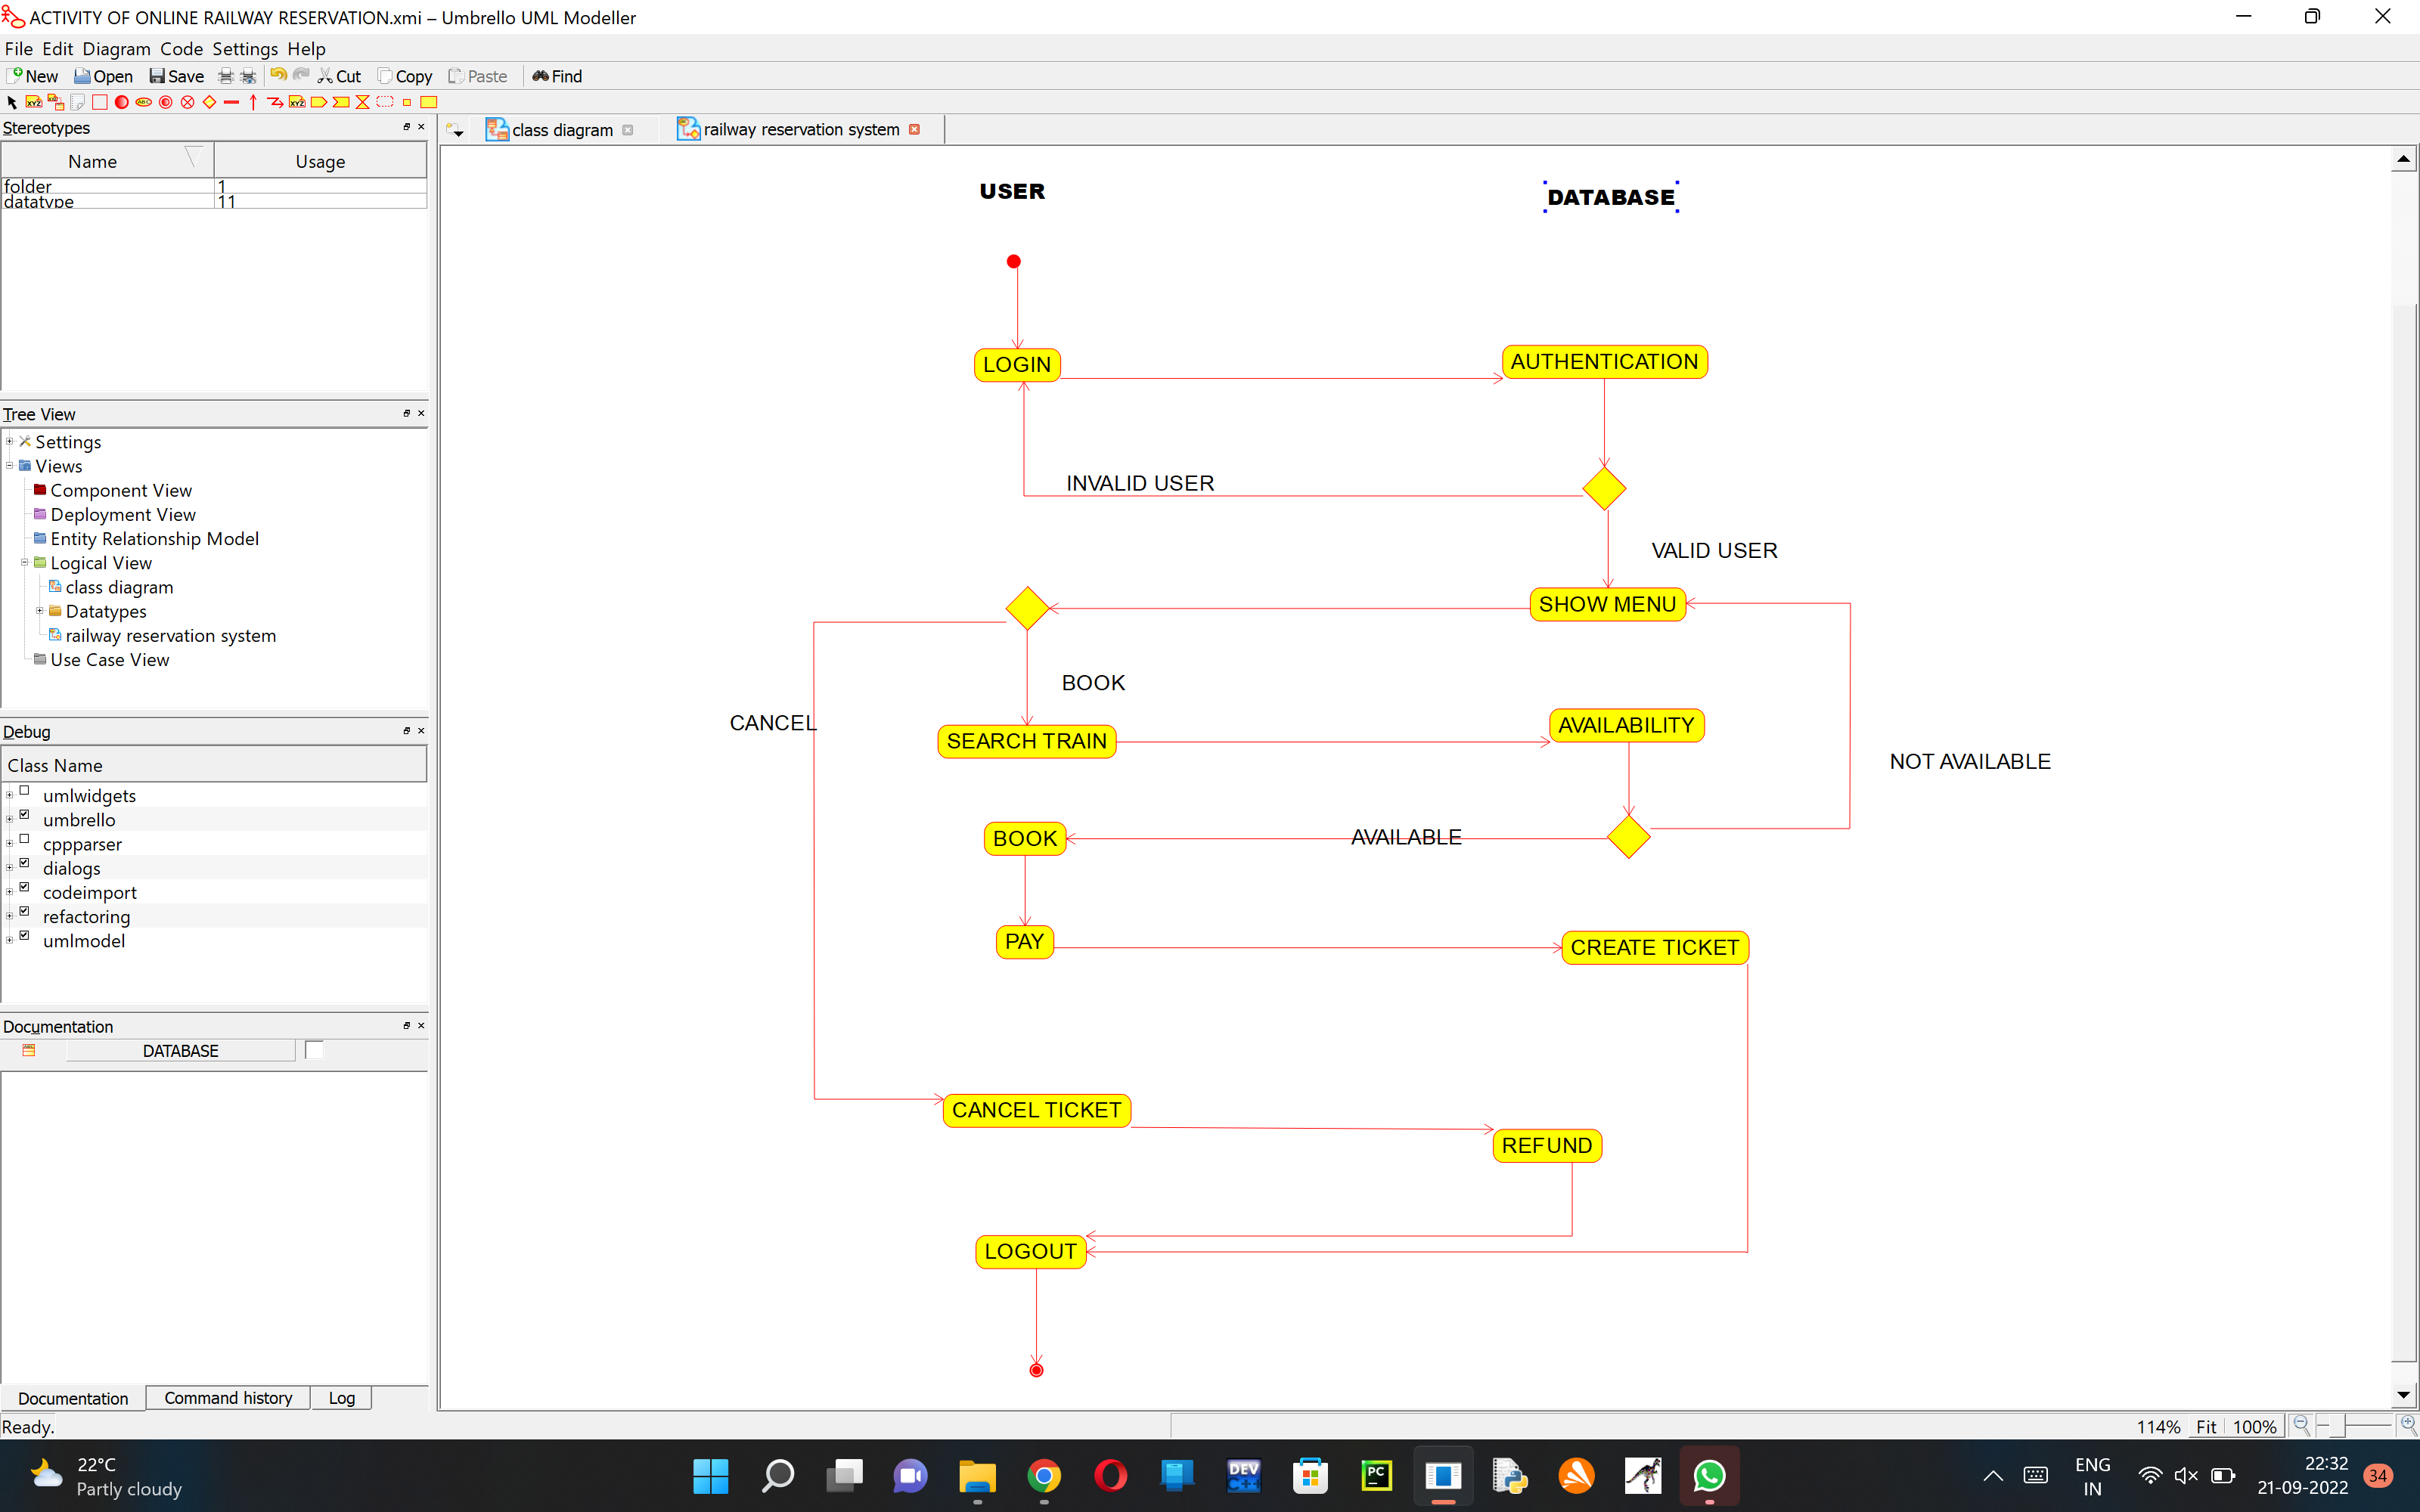 ACTIVITY OF ONLINE RAILWAY RESERVATION.xmi – Umbrello UML Modeller
File Edit Diagram Code Settings Help
New Open Save Cut Copy Paste Find
Stereotypes
Name Usage
folder 1
datatype 11
Tree View
Settings
Views
Component View
Deployment View
Entity Relationship Model
Logical View
class diagram
Datatypes
railway reservation system
Use Case View
Debug
Class Name
umlwidgets
umbrello
cppparser
dialogs
codeimport
refactoring
umlmodel
Documentation
DATABASE
Documentation Command history Log
Ready.
class diagram railway reservation system
USER DATABASE
LOGIN AUTHENTICATION
INVALID USER
VALID USER
SHOW MENU
BOOK
CANCEL
SEARCH TRAIN AVAILABILITY
NOT AVAILABLE
BOOK AVAILABLE
PAY CREATE TICKET
CANCEL TICKET
REFUND
LOGOUT
114% Fit 100%
22°C
Partly cloudy
DEV
C++
PC
ENG
IN
22:32
21-09-2022
34